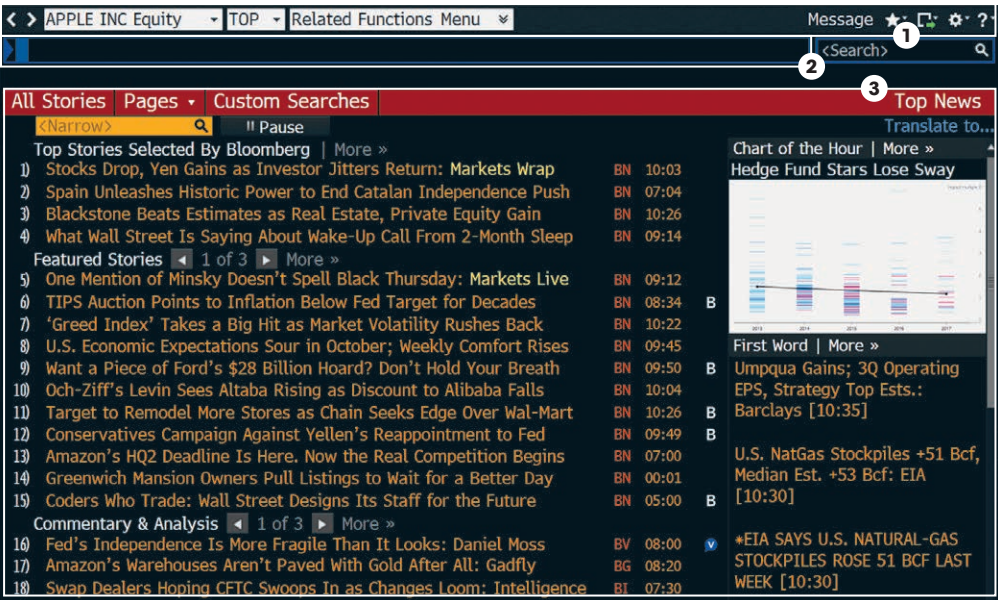 < > APPLE INC Equity TOP Related Functions Menu Message ?
1
<Search>
2
3
All Stories Pages Custom Searches Top News
<Narrow> Pause Translate to...
Top Stories Selected By Bloomberg | More »
1) Stocks Drop, Yen Gains as Investor Jitters Return: Markets Wrap BN 10:03
2) Spain Unleashes Historic Power to End Catalan Independence Push BN 07:04
3) Blackstone Beats Estimates as Real Estate, Private Equity Gain BN 10:26
4) What Wall Street Is Saying About Wake-Up Call From 2-Month Sleep BN 09:14
Featured Stories 1 of 3 More »
5) One Mention of Minsky Doesn't Spell Black Thursday: Markets Live BN 09:12
6) TIPS Auction Points to Inflation Below Fed Target for Decades BN 08:34 B
7) ‘Greed Index’ Takes a Big Hit as Market Volatility Rushes Back BN 10:22
8) U.S. Economic Expectations Sour in October; Weekly Comfort Rises BN 09:45
9) Want a Piece of Ford's $28 Billion Hoard? Don't Hold Your Breath BN 09:50 B
10) Och-Ziff's Levin Sees Altaba Rising as Discount to Alibaba Falls BN 10:04
11) Target to Remodel More Stores as Chain Seeks Edge Over Wal-Mart BN 10:26 B
12) Conservatives Campaign Against Yellen's Reappointment to Fed BN 09:49 B
13) Amazon's HQ2 Deadline Is Here. Now the Real Competition Begins BN 07:00
14) Greenwich Mansion Owners Pull Listings to Wait for a Better Day BN 00:01
15) Coders Who Trade: Wall Street Designs Its Staff for the Future BN 05:00 B
Commentary & Analysis 1 of 3 More »
16) Fed's Independence Is More Fragile Than It Looks: Daniel Moss BV 08:00 V
17) Amazon's Warehouses Aren't Paved With Gold After All: Gadfly BG 08:20
18) Swap Dealers Hoping CFTC Swoops In as Changes Loom: Intelligence BI 07:30
Chart of the Hour | More »
Hedge Fund Stars Lose Sway
2013 2014 2015 2016 2017
First Word | More »
Umpqua Gains; 3Q Operating
EPS, Strategy Top Ests.:
Barclays [10:35]
U.S. NatGas Stockpiles +51 Bcf,
Median Est. +53 Bcf: EIA
[10:30]
*EIA SAYS U.S. NATURAL-GAS
STOCKPILES ROSE 51 BCF LAST
WEEK [10:30]